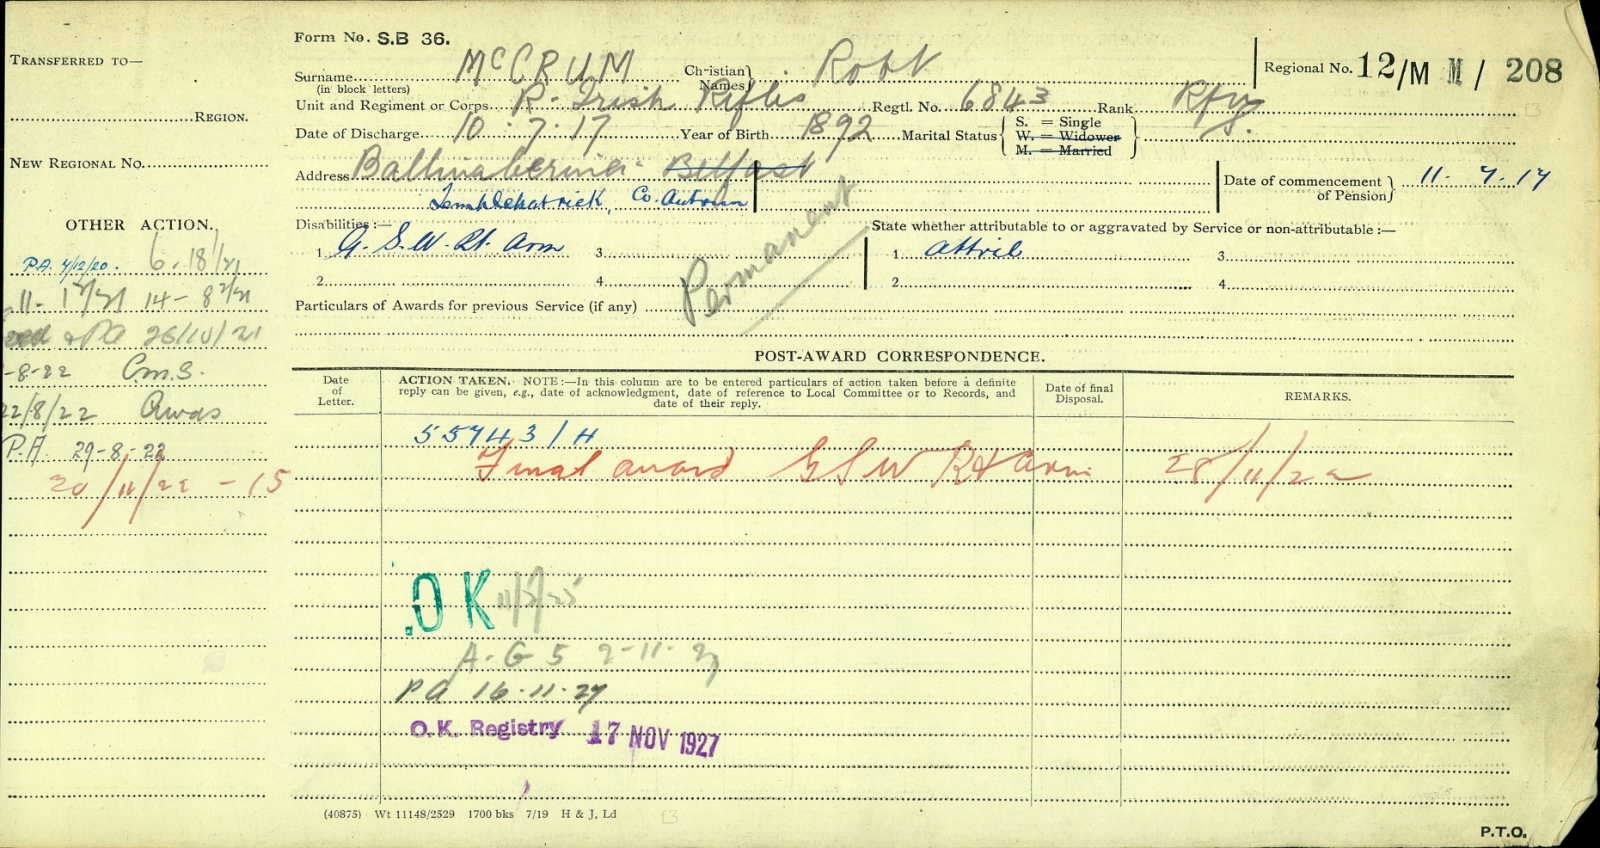 Form No. S.B 36.
TRANSFERRED TO—
REGION.
NEW REGIONAL No.
OTHER ACTION.
P.A. 7/12/20. 6. 18/1/21
11- 14- 8
& PA 26/10/21
-8-22 C.M.S.
22/8/22 Awds
P.A 29-8-22
20/11/22 - 15
Surname McCRUM Christian Names Robt Regional No. 12/M M / 208
(in block letters)
Unit and Regiment or Corps R. Irish Rifles Regtl. No. 6843 Rank Rfn
Date of Discharge 10.7.17 Year of Birth 1892 Marital Status { S. = Single
W. = Widower
M. = Married
Address Belfast Date of commencement of Pension 11. 7.17
Templepatrick, Co. Antrim
Disabilities :— State whether attributable to or aggravated by Service or non-attributable :—
1 G. S. W. Rt. Arm 3. 1. attrib 3.
2. 4. 2. 4.
Permanent
Particulars of Awards for previous Service (if any)
POST-AWARD CORRESPONDENCE.
Date of Letter.
ACTION TAKEN. NOTE :—In this column are to be entered particulars of action taken before a definite
reply can be given, e.g., date of acknowledgment, date of reference to Local Committee or to Records, and
date of their reply.
Date of final Disposal.
REMARKS.
55743/H
Final award G S W Rt Arm 28/11/22
OK
A-G 5 2-11-27
PA 16.11.27
O.K. Registry 17 NOV 1927
(40875) Wt 11148/2529 1700 bks 7/19 H & J, Ld
P.T.O.